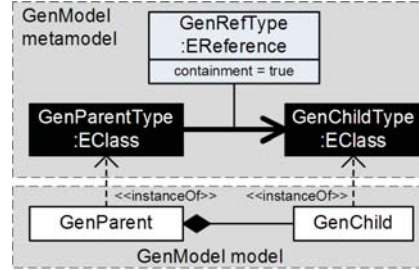 GenModel
metamodel
GenRefType
:EReference
containment = true
GenParentType
:EClass
GenChildType
:EClass
<<instanceOf>>
<<instanceOf>>
GenParent
GenChild
GenModel model